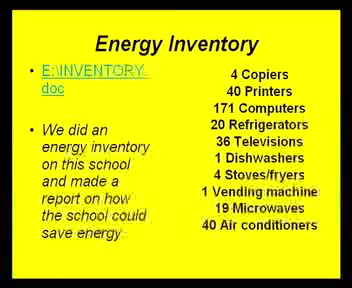 Energy Inventory
• E:\INVENTORY.
doc
• We did an
energy inventory
on this school
and made a
report on how
the school could
save energy.
4 Copiers
40 Printers
171 Computers
20 Refrigerators
36 Televisions
1 Dishwashers
4 Stoves/fryers
1 Vending machine
19 Microwaves
40 Air conditioners